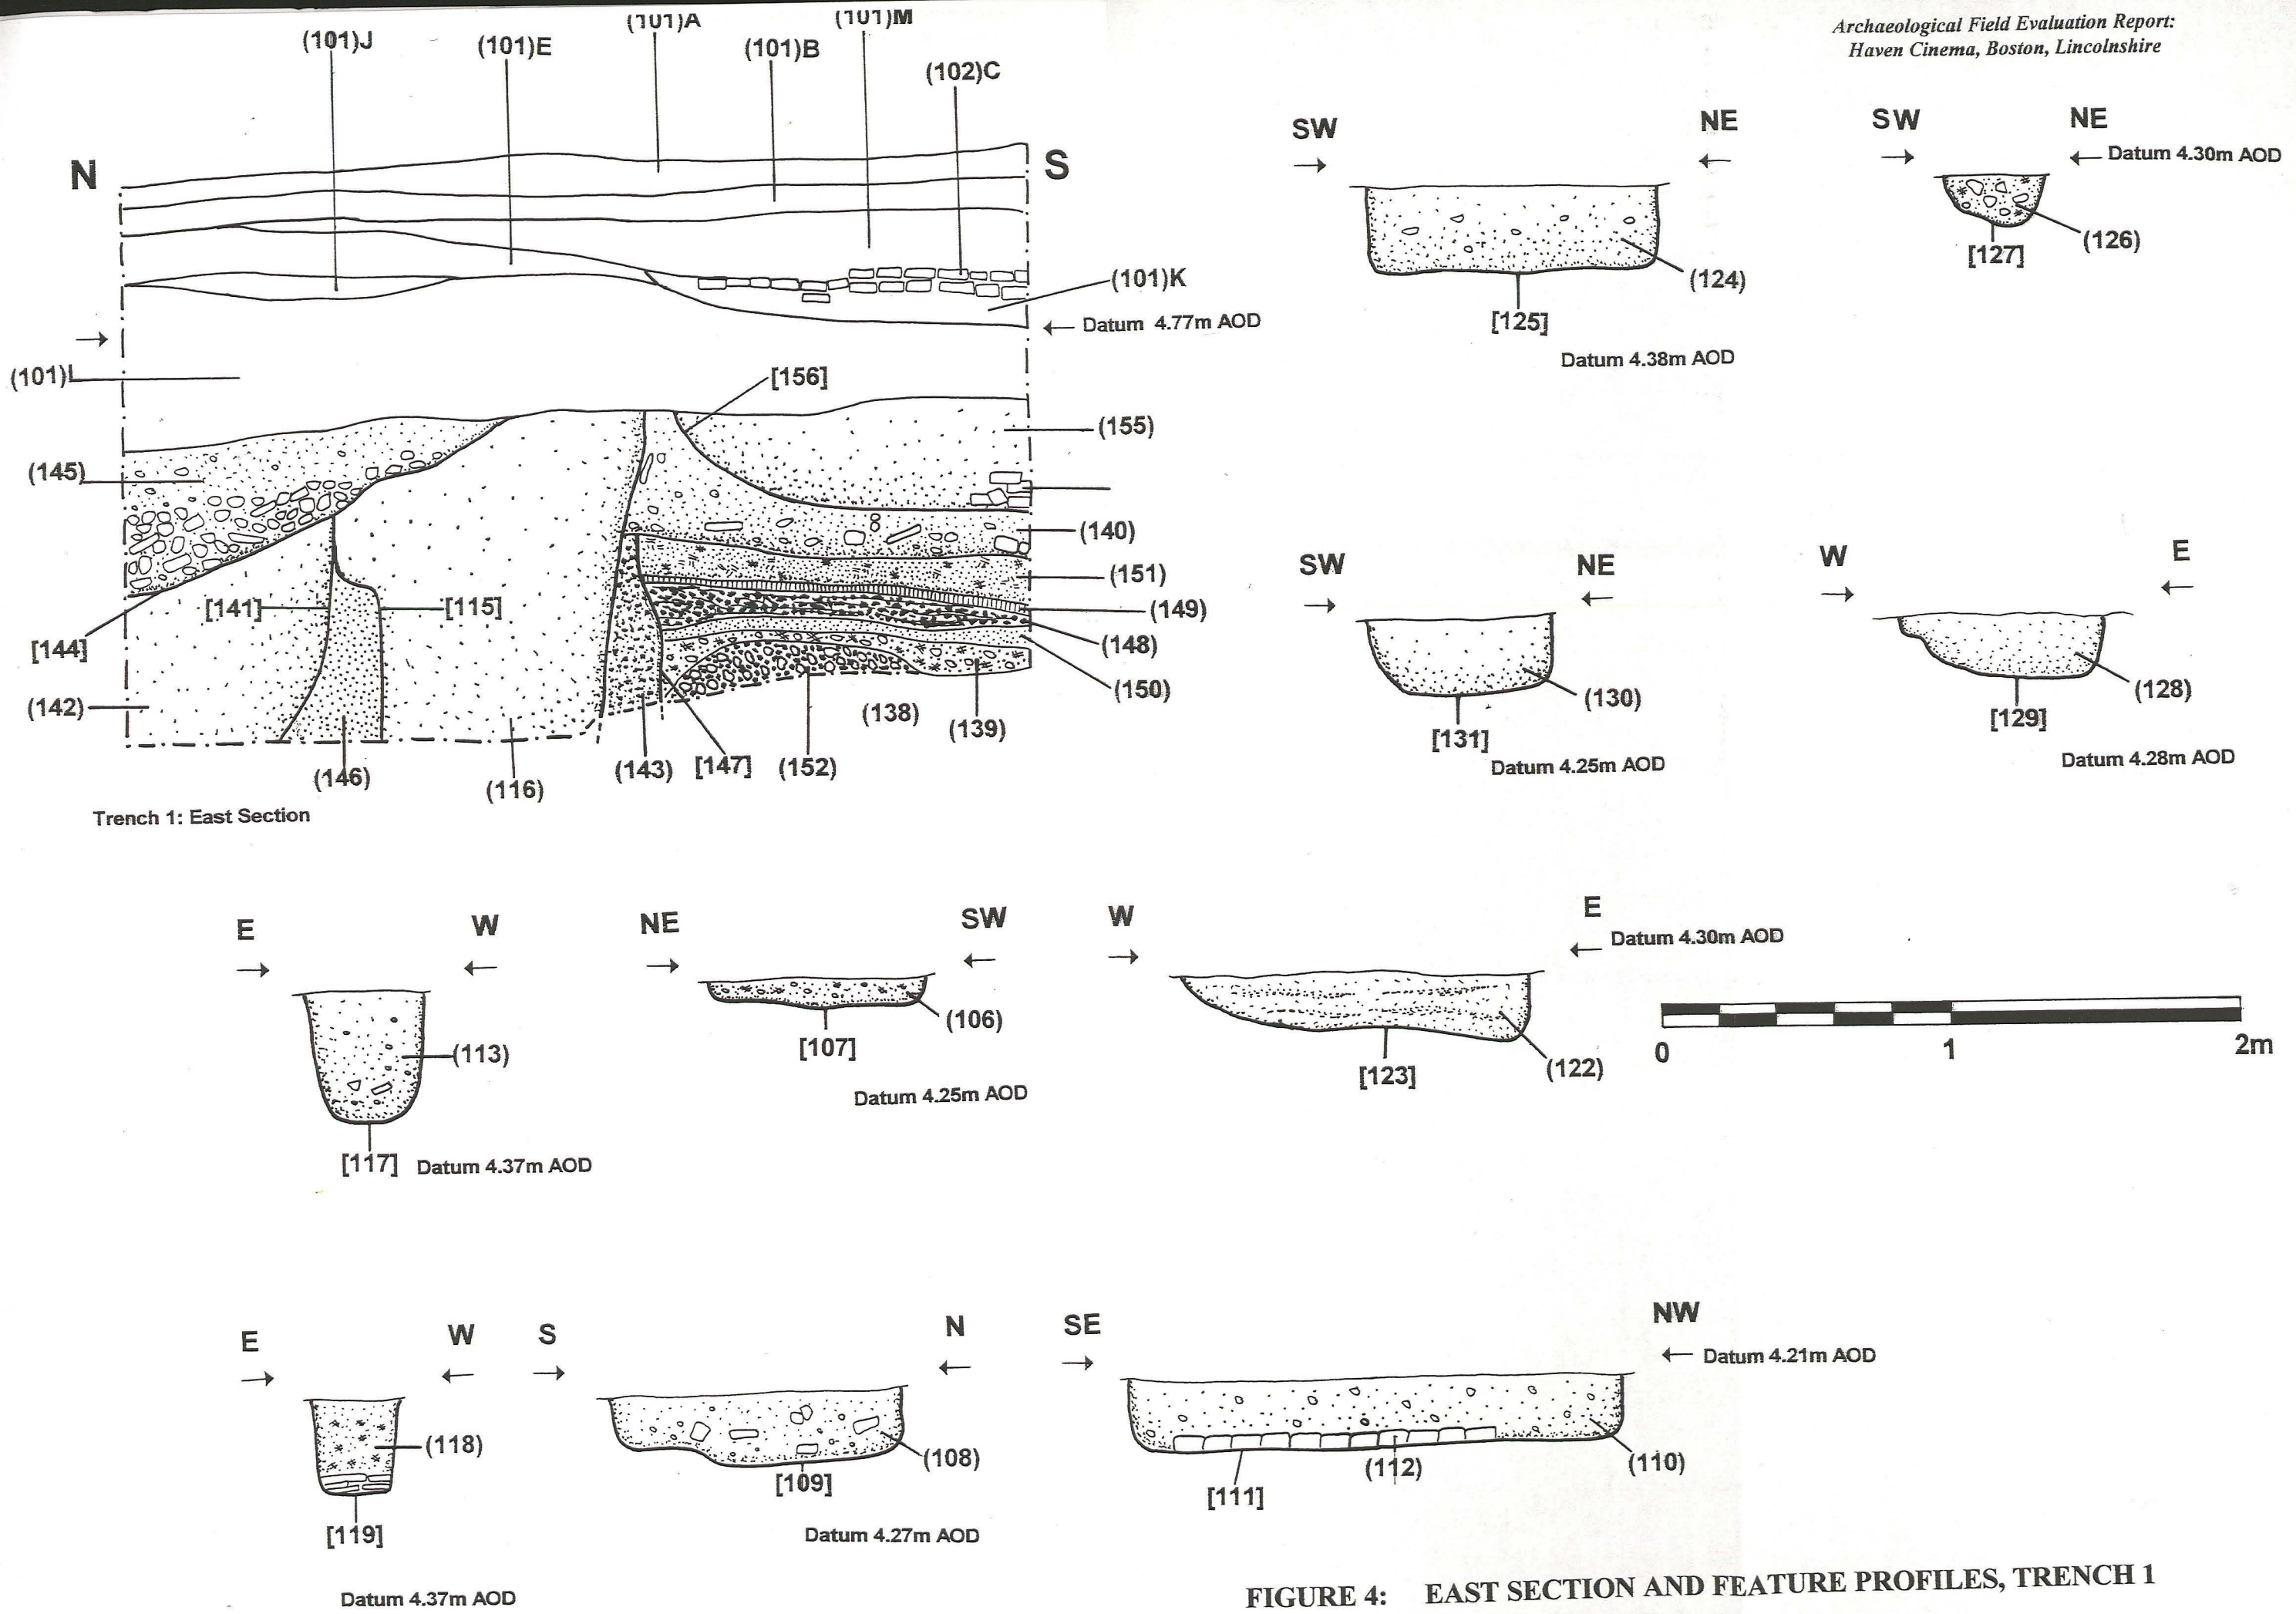 Archaeological Field Evaluation Report:
Haven Cinema, Boston, Lincolnshire
(101)J
(101)E
(101)A
(101)B
(101)M
(102)C
N
S
(101)K
Datum 4.77m AOD
(101)L
[156]
(155)
(145)
(140)
(151)
[141]
[115]
(149)
[144]
(148)
(142)
(150)
(138)
(139)
(146)
(116)
(143)
[147]
(152)
Trench 1: East Section
SW
NE
(124)
[125]
Datum 4.38m AOD
SW
NE
Datum 4.30m AOD
(126)
[127]
SW
NE
(130)
[131]
Datum 4.25m AOD
W
E
(128)
[129]
Datum 4.28m AOD
E
W
(113)
[117]
Datum 4.37m AOD
NE
SW
(106)
[107]
Datum 4.25m AOD
W
E
Datum 4.30m AOD
(122)
[123]
0
1
2m
E
W
(118)
[119]
Datum 4.37m AOD
S
N
(108)
[109]
Datum 4.27m AOD
SE
NW
Datum 4.21m AOD
(110)
(112)
[111]
FIGURE 4: EAST SECTION AND FEATURE PROFILES, TRENCH 1